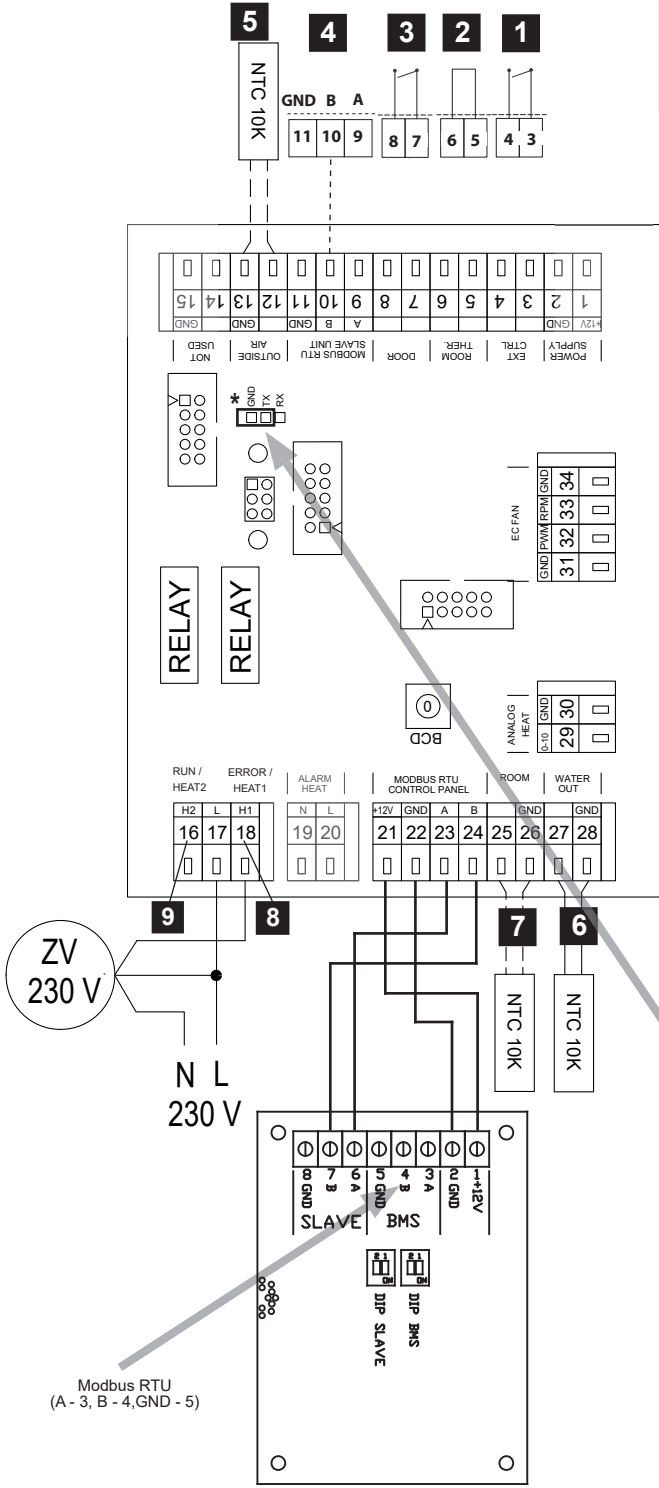 5 4 3 2 1
NTC 10K
GND B A
11 10 9
8 7
6 5
4 3
15 14 13 12 11 10 9 8 7 6 5 4 3 2 1
GND GND GND B A GND +12V
NOT USED
OUTSIDE AIR
MODBUS RTU SLAVE UNIT
DOOR
ROOM THER.
EXT CTRL
POWER SUPPLY
*
GND
TX
RX
EC FAN
GND PWM RPM GND
31 32 33 34
RELAY
RELAY
0
BCD
ANALOG HEAT
0-10 GND
29 30
RUN / HEAT2
ERROR / HEAT1
ALARM HEAT
MODBUS RTU
CONTROL PANEL
ROOM
WATER OUT
H2 L H1 N L +12V GND A B GND GND
16 17 18 19 20 21 22 23 24 25 26 27 28
9 8 7 6
ZV
230 V
NTC 10K
NTC 10K
N L
230 V
8 7 6 5 4 3 2 1
GND B A GND B A GND +12V
SLAVE BMS
2 1
ON
2 1
ON
DIP SLAVE
DIP BMS
Modbus RTU
(A - 3, B - 4,GND - 5)